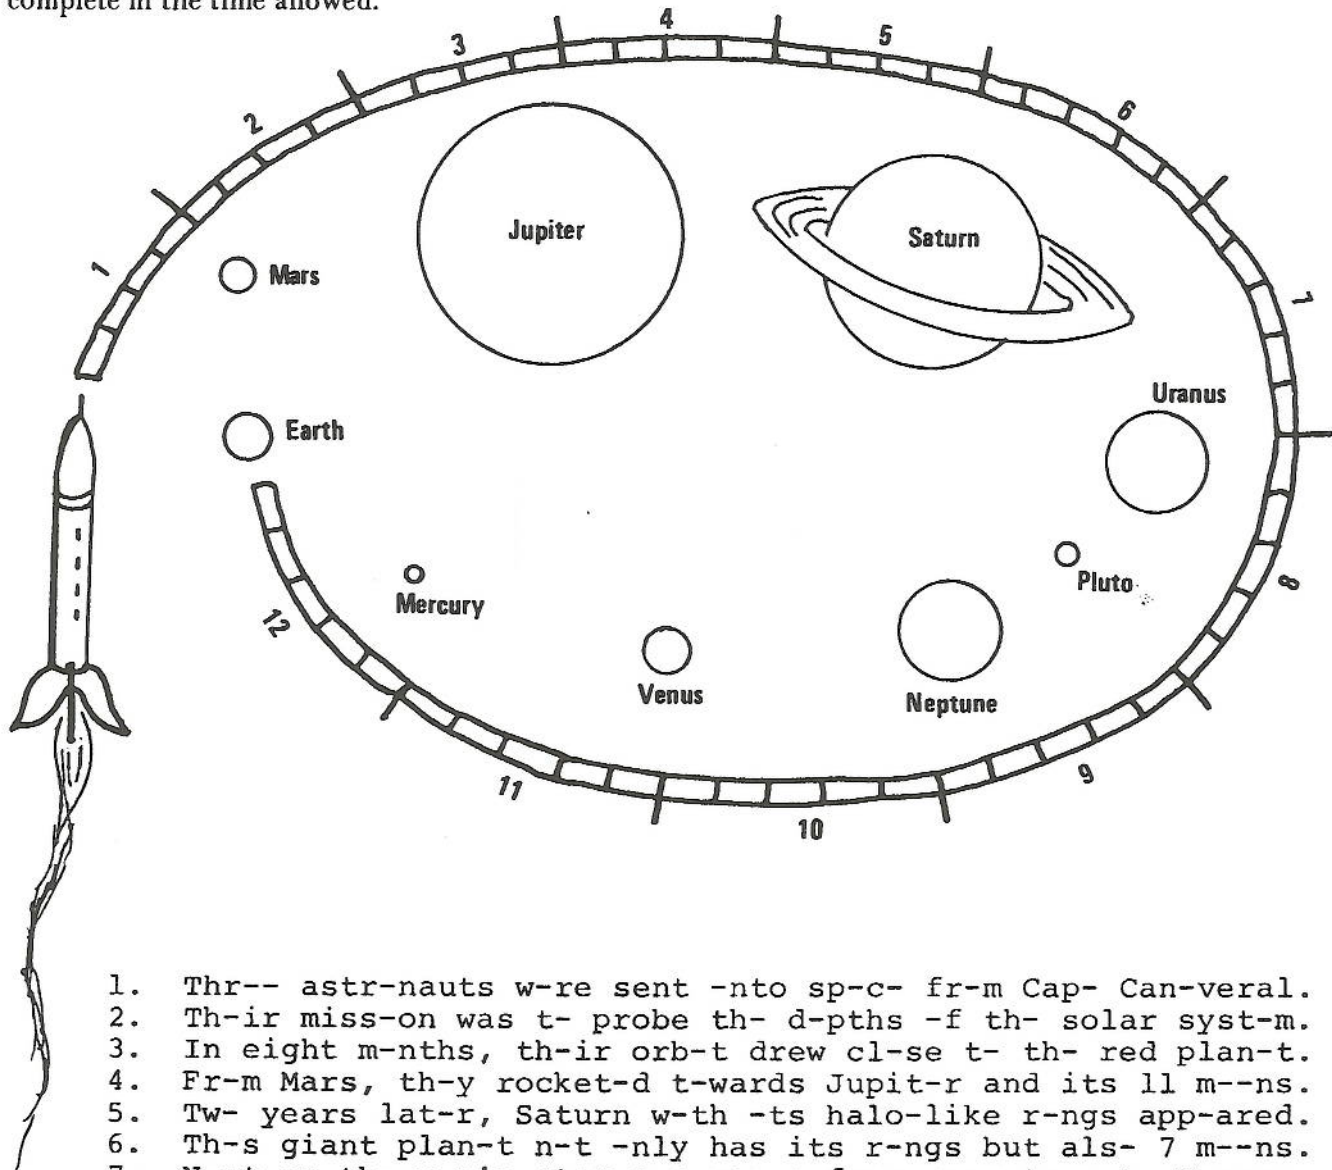 complete in the time allowed.
4
3
5
2
6
Jupiter
Saturn
1
Mars
7
Uranus
Earth
Pluto
8
Mercury
12
Venus
Neptune
9
11
10
1. Thr-- astr-nauts w-re sent -nto sp-c- fr-m Cap- Can-veral.
2. Th-ir miss-on was t- probe th- d-pths -f th- solar syst-m.
3. In eight m-nths, th-ir orb-t drew cl-se t- th- red plan-t.
4. Fr-m Mars, th-y rocket-d t-wards Jupit-r and its 11 m--ns.
5. Tw- years lat-r, Saturn w-th -ts halo-like r-ngs app-ared.
6. Th-s giant plan-t n-t -nly has its r-ngs but als- 7 m--ns.